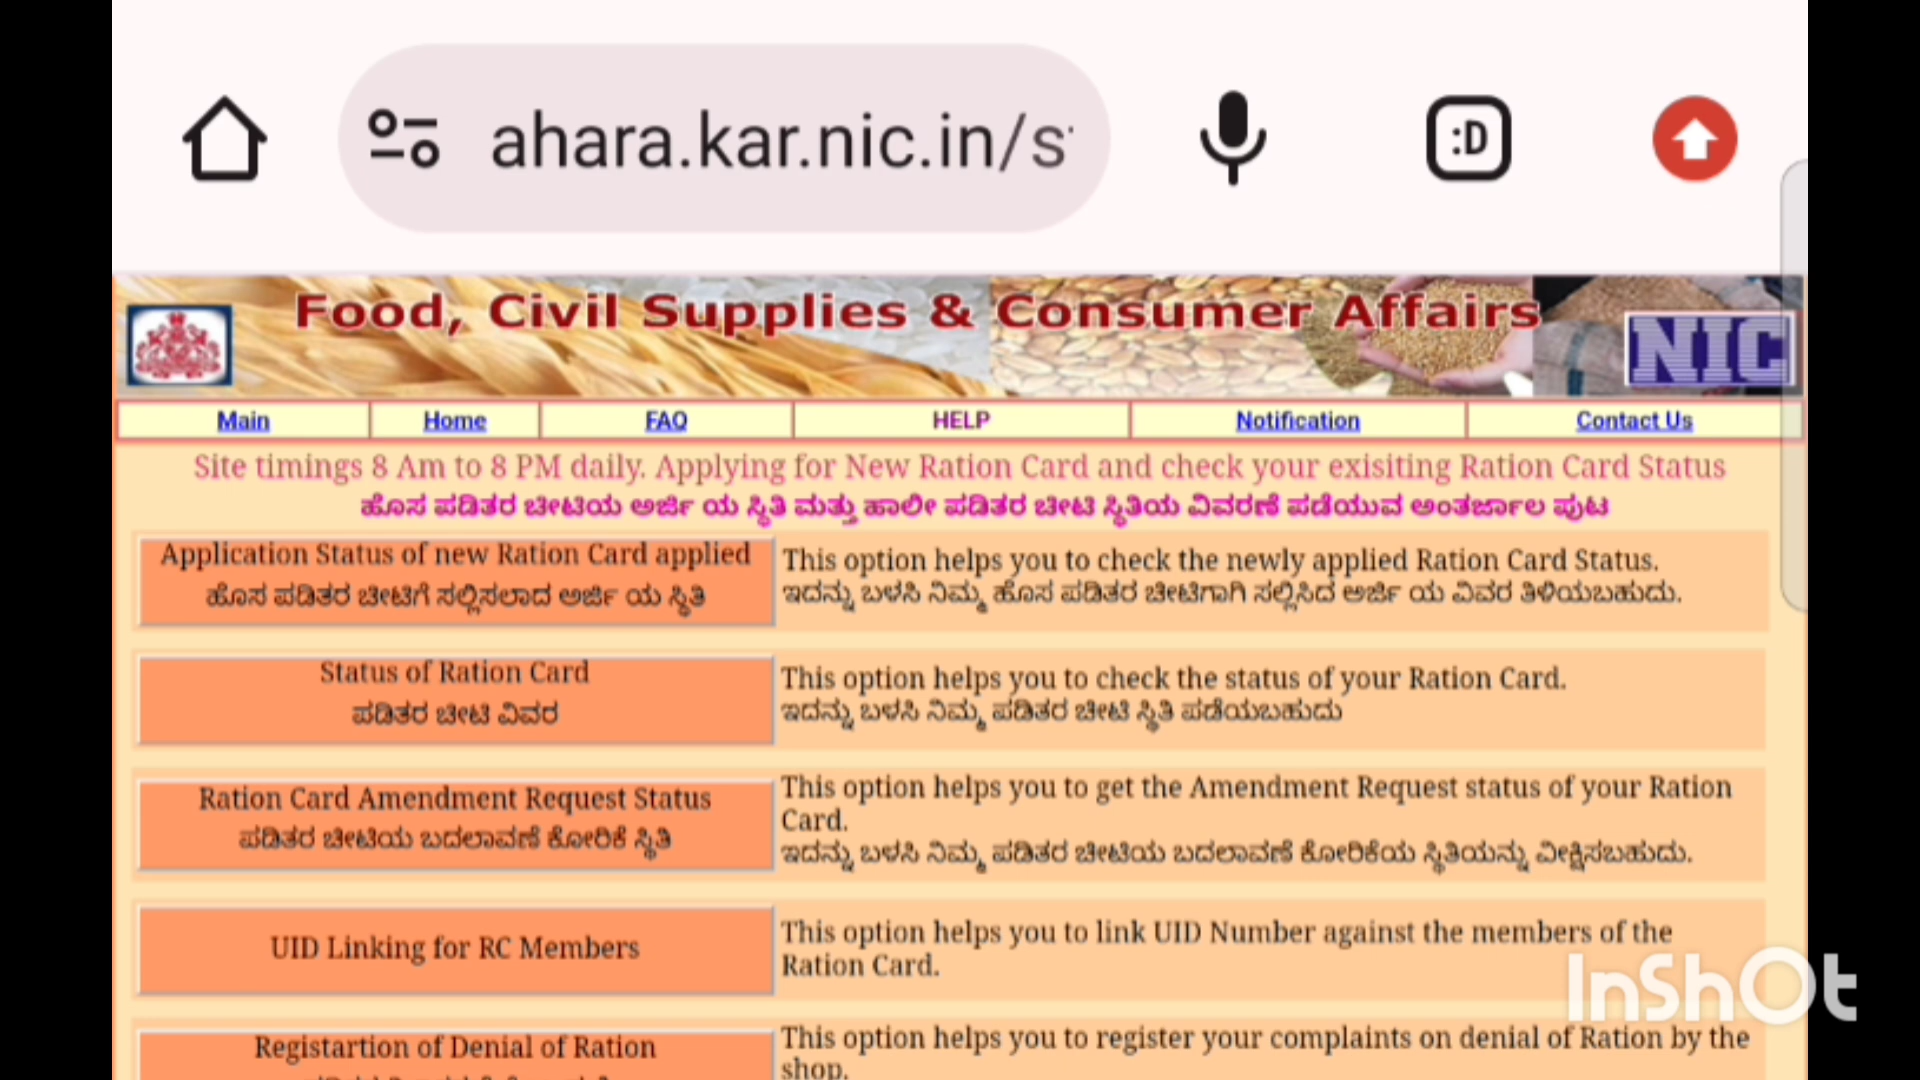 ahara.kar.nic.in/s
:D
Food, Civil Supplies & Consumer Affairs
NIC
Main Home FAQ HELP Notification Contact Us
Site timings 8 Am to 8 PM daily. Applying for New Ration Card and check your exisiting Ration Card Status
ಹೊಸ ಪಡಿತರ ಚೀಟಿಯ ಅರ್ಜಿ ಯ ಸ್ಥಿತಿ ಮತ್ತು ಹಾಲೀ ಪಡಿತರ ಚೀಟಿ ಸ್ಥಿತಿಯ ವಿವರಣೆ ಪಡೆಯುವ ಅಂತರ್ಜಾಲ ಪುಟ
Application Status of new Ration Card applied
ಹೊಸ ಪಡಿತರ ಚೀಟಿಗೆ ಸಲ್ಲಿಸಲಾದ ಅರ್ಜಿ ಯ ಸ್ಥಿತಿ
This option helps you to check the newly applied Ration Card Status.
ಇದನ್ನು ಬಳಸಿ ನಿಮ್ಮ ಹೊಸ ಪಡಿತರ ಚೀಟಿಗಾಗಿ ಸಲ್ಲಿಸಿದ ಅರ್ಜಿ ಯ ವಿವರ ತಿಳಿಯಬಹುದು.
Status of Ration Card
ಪಡಿತರ ಚೀಟಿ ವಿವರ
This option helps you to check the status of your Ration Card.
ಇದನ್ನು ಬಳಸಿ ನಿಮ್ಮ ಪಡಿತರ ಚೀಟಿ ಸ್ಥಿತಿ ಪಡೆಯಬಹುದು
Ration Card Amendment Request Status
ಪಡಿತರ ಚೀಟಿಯ ಬದಲಾವಣೆ ಕೋರಿಕೆ ಸ್ಥಿತಿ
This option helps you to get the Amendment Request status of your Ration
Card.
ಇದನ್ನು ಬಳಸಿ ನಿಮ್ಮ ಪಡಿತರ ಚೀಟಿಯ ಬದಲಾವಣೆ ಕೋರಿಕೆಯ ಸ್ಥಿತಿಯನ್ನು ವೀಕ್ಷಿಸಬಹುದು.
UID Linking for RC Members
This option helps you to link UID Number against the members of the
Ration Card.
Registartion of Denial of Ration
This option helps you to register your complaints on denial of Ration by the
shop.
InShOt